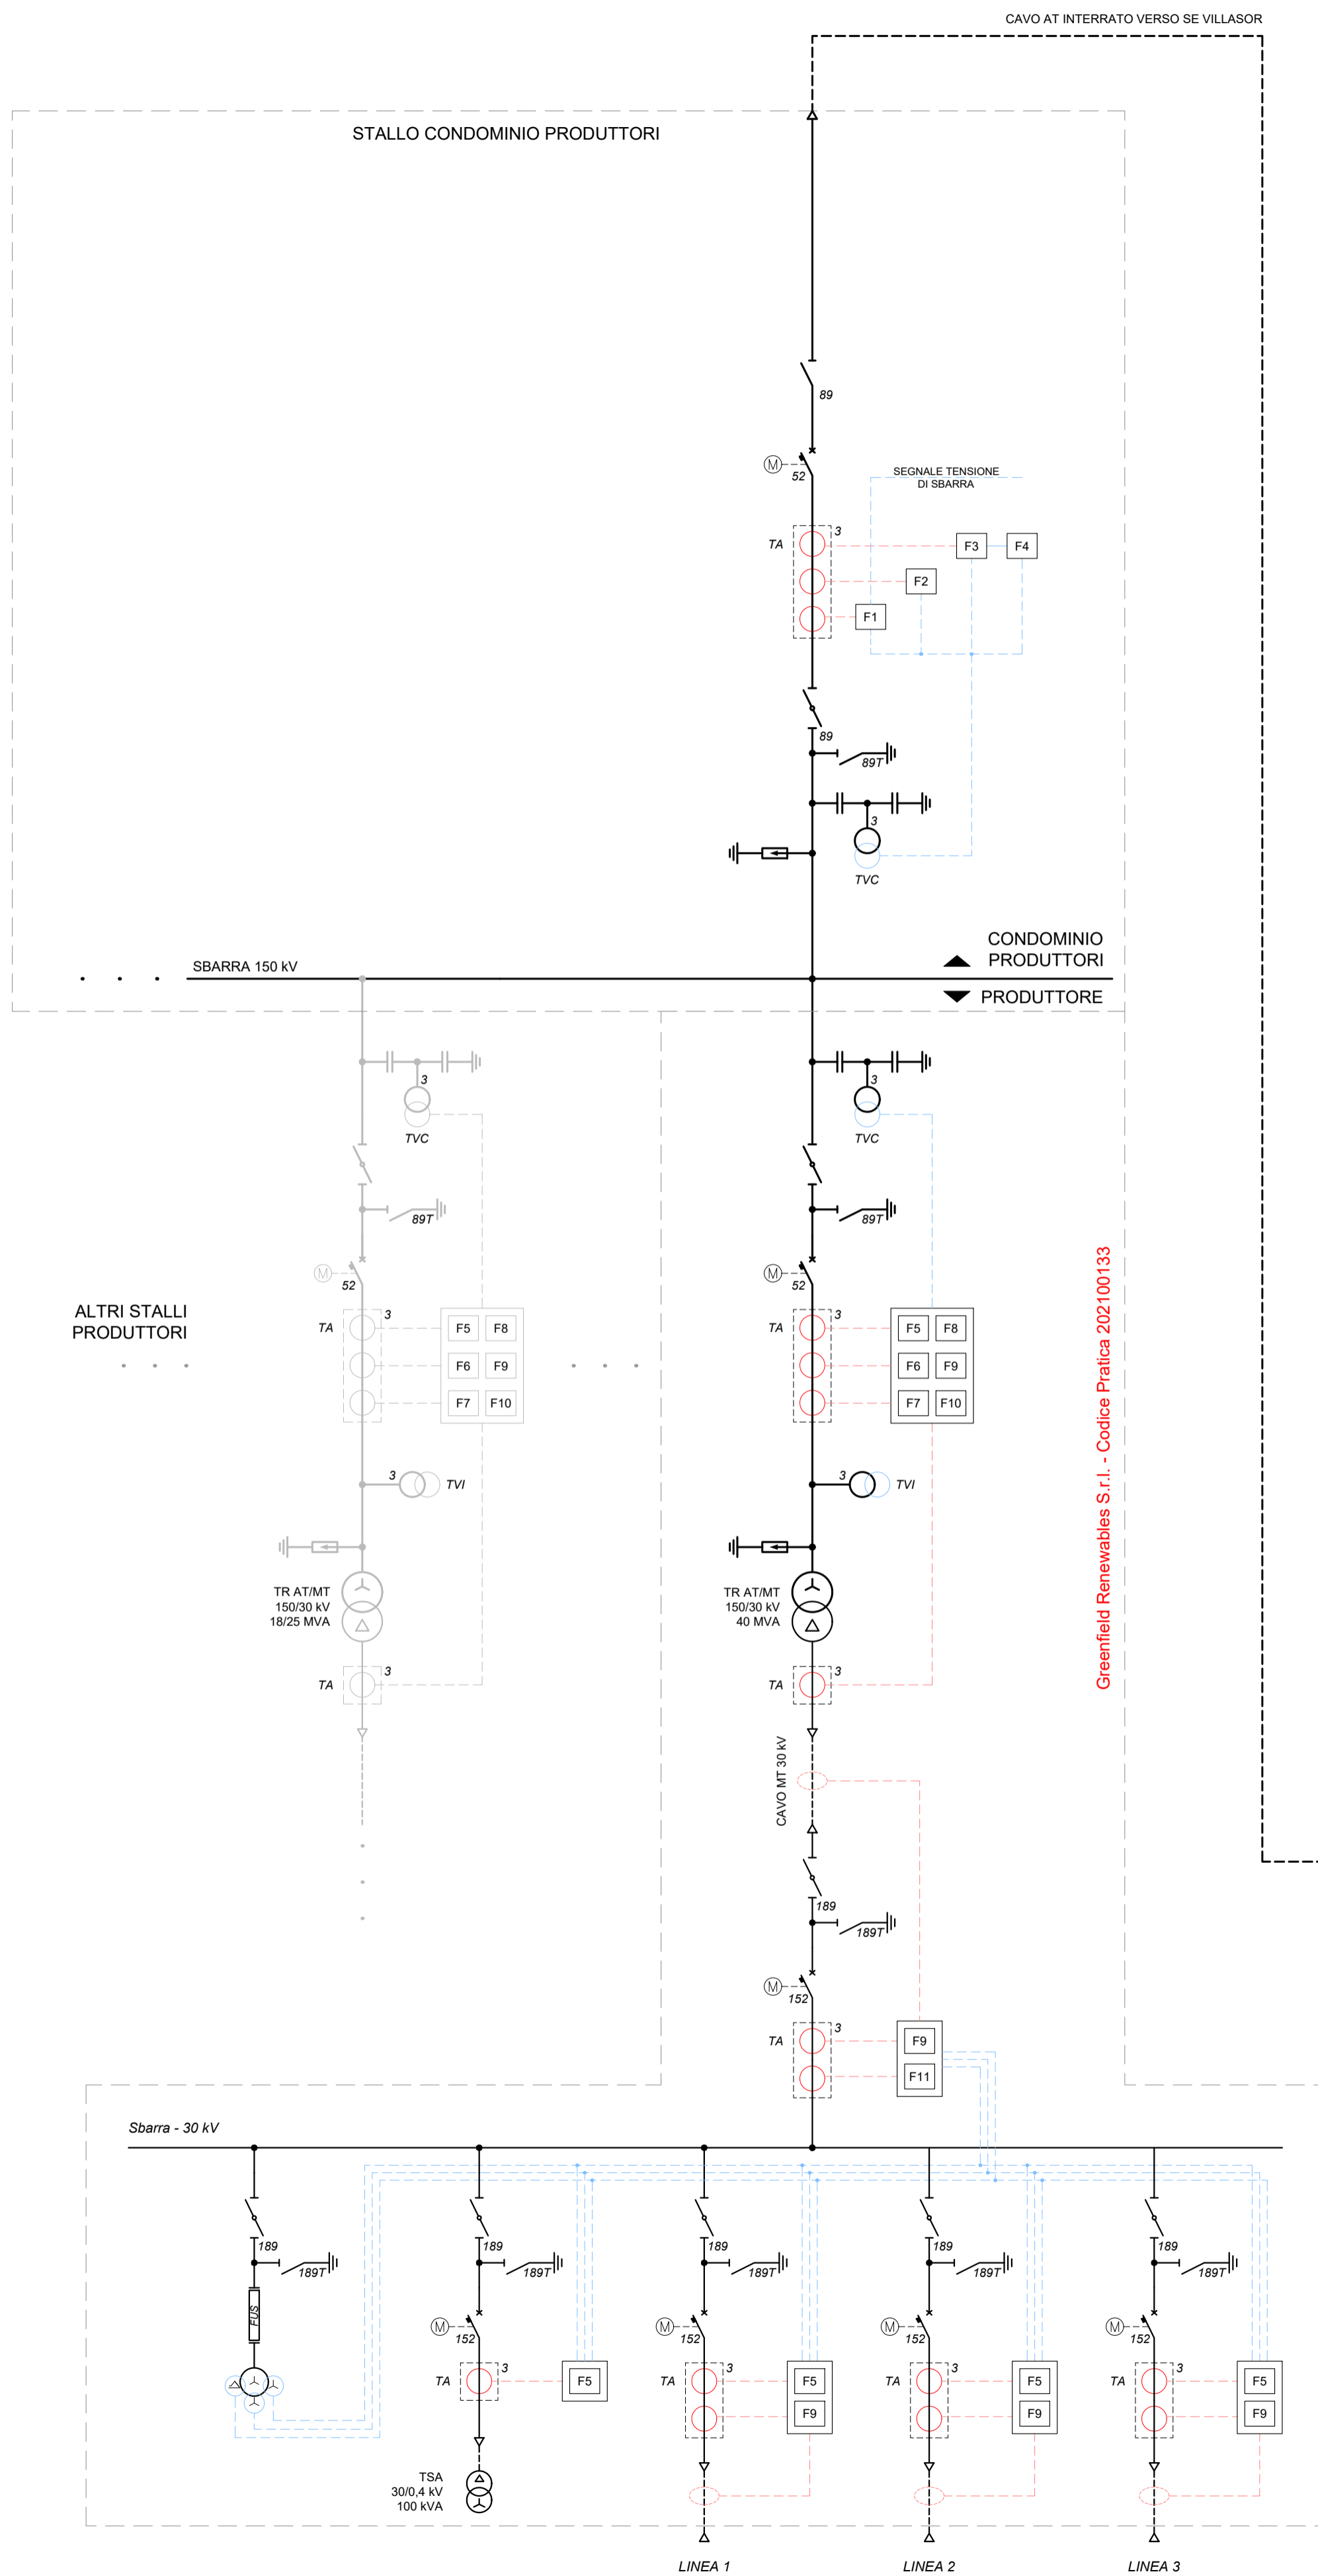 CAVO AT INTERRATO VERSO SE VILLASOR
STALLO CONDOMINIO PRODUTTORI
89
M
52
SEGNALE TENSIONE
DI SBARRA
TA
3
F3
F4
F2
F1
89
89T
3
TVC
CONDOMINIO
PRODUTTORI
SBARRA 150 kV
PRODUTTORE
3
TVC
3
TVC
89T
89T
M
52
M
52
ALTRI STALLI
PRODUTTORI
TA
3
F5
F8
F6
F9
F7
F10
TA
3
F5
F8
F6
F9
F7
F10
Greenfield Renewables S.r.l. - Codice Pratica 202100133
3
TVI
3
TVI
TR AT/MT
150/30 kV
18/25 MVA
TR AT/MT
150/30 kV
40 MVA
TA
3
TA
3
CAVO MT 30 kV
189
189T
M
152
TA
3
F9
F11
Sbarra - 30 kV
189
189T
FUS
189
189T
M
152
TA
3
F5
TSA
30/0,4 kV
100 kVA
189
189T
M
152
TA
3
F5
F9
LINEA 1
189
189T
M
152
TA
3
F5
F9
LINEA 2
189
189T
M
152
TA
3
F5
F9
LINEA 3